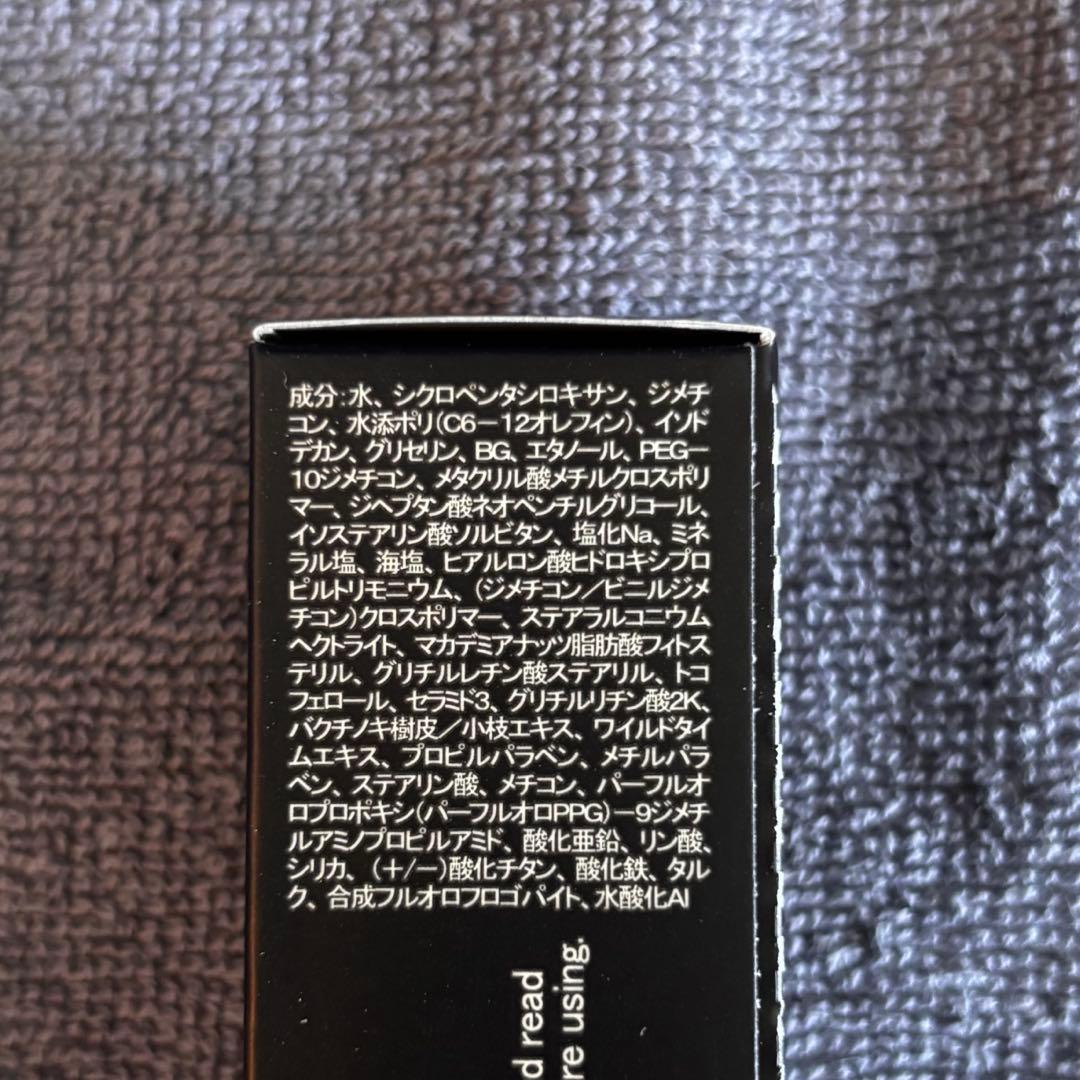 成分:水、シクロペンタシロキサン、ジメチ
コン、水添ポリ(C6－12オレフィン)、イソド
デカン、グリセリン、BG、エタノール、PEG－
10ジメチコン、メタクリル酸メチルクロスポリ
マー、ジヘプタン酸ネオペンチルグリコール、
イソステアリン酸ソルビタン、塩化Na、ミネ
ラル塩、海塩、ヒアルロン酸ヒドロキシプロ
ピルトリモニウム、(ジメチコン／ビニルジメ
チコン)クロスポリマー、ステアラルコニウム
ヘクトライト、マカデミアナッツ脂肪酸フィトス
テリル、グリチルレチン酸ステアリル、トコ
フェロール、セラミド3、グリチルリチン酸2K、
バクチノキ樹皮／小枝エキス、ワイルドタイ
ムエキス、プロピルパラベン、メチルパラ
ベン、ステアリン酸、メチコン、パーフルオ
ロプロポキシ(パーフルオロPPG)－9ジメチ
ルアミノプロピルアミド、酸化亜鉛、リン酸、
シリカ、(＋/－)酸化チタン、酸化鉄、タル
ク、合成フルオロフロゴパイト、水酸化Al
d read
re using.